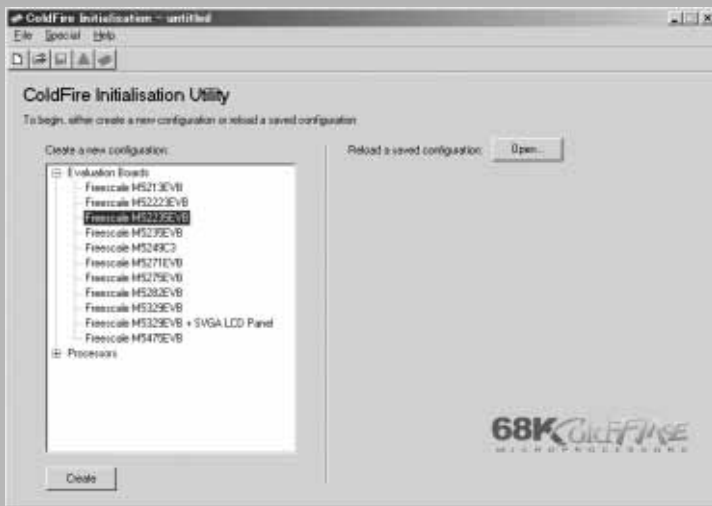 ColdFire Initialisation - untitled
File Special Help
ColdFire Initialisation Utility
To begin, either create a new configuration or reload a saved configuration
Create a new configuration:
Evaluation Boards
Freescale M5213EVB
Freescale M52223EVB
Freescale M52235EVB
Freescale M5235EVB
Freescale M5249C3
Freescale M5271EVB
Freescale M5275EVB
Freescale M5282EVB
Freescale M5329EVB
Freescale M5329EVB + SVGA LCD Panel
Freescale M5475EVB
Processors
Create
Reload a saved configuration:
Open...
68K ColdFire
MICROPROCESSORS